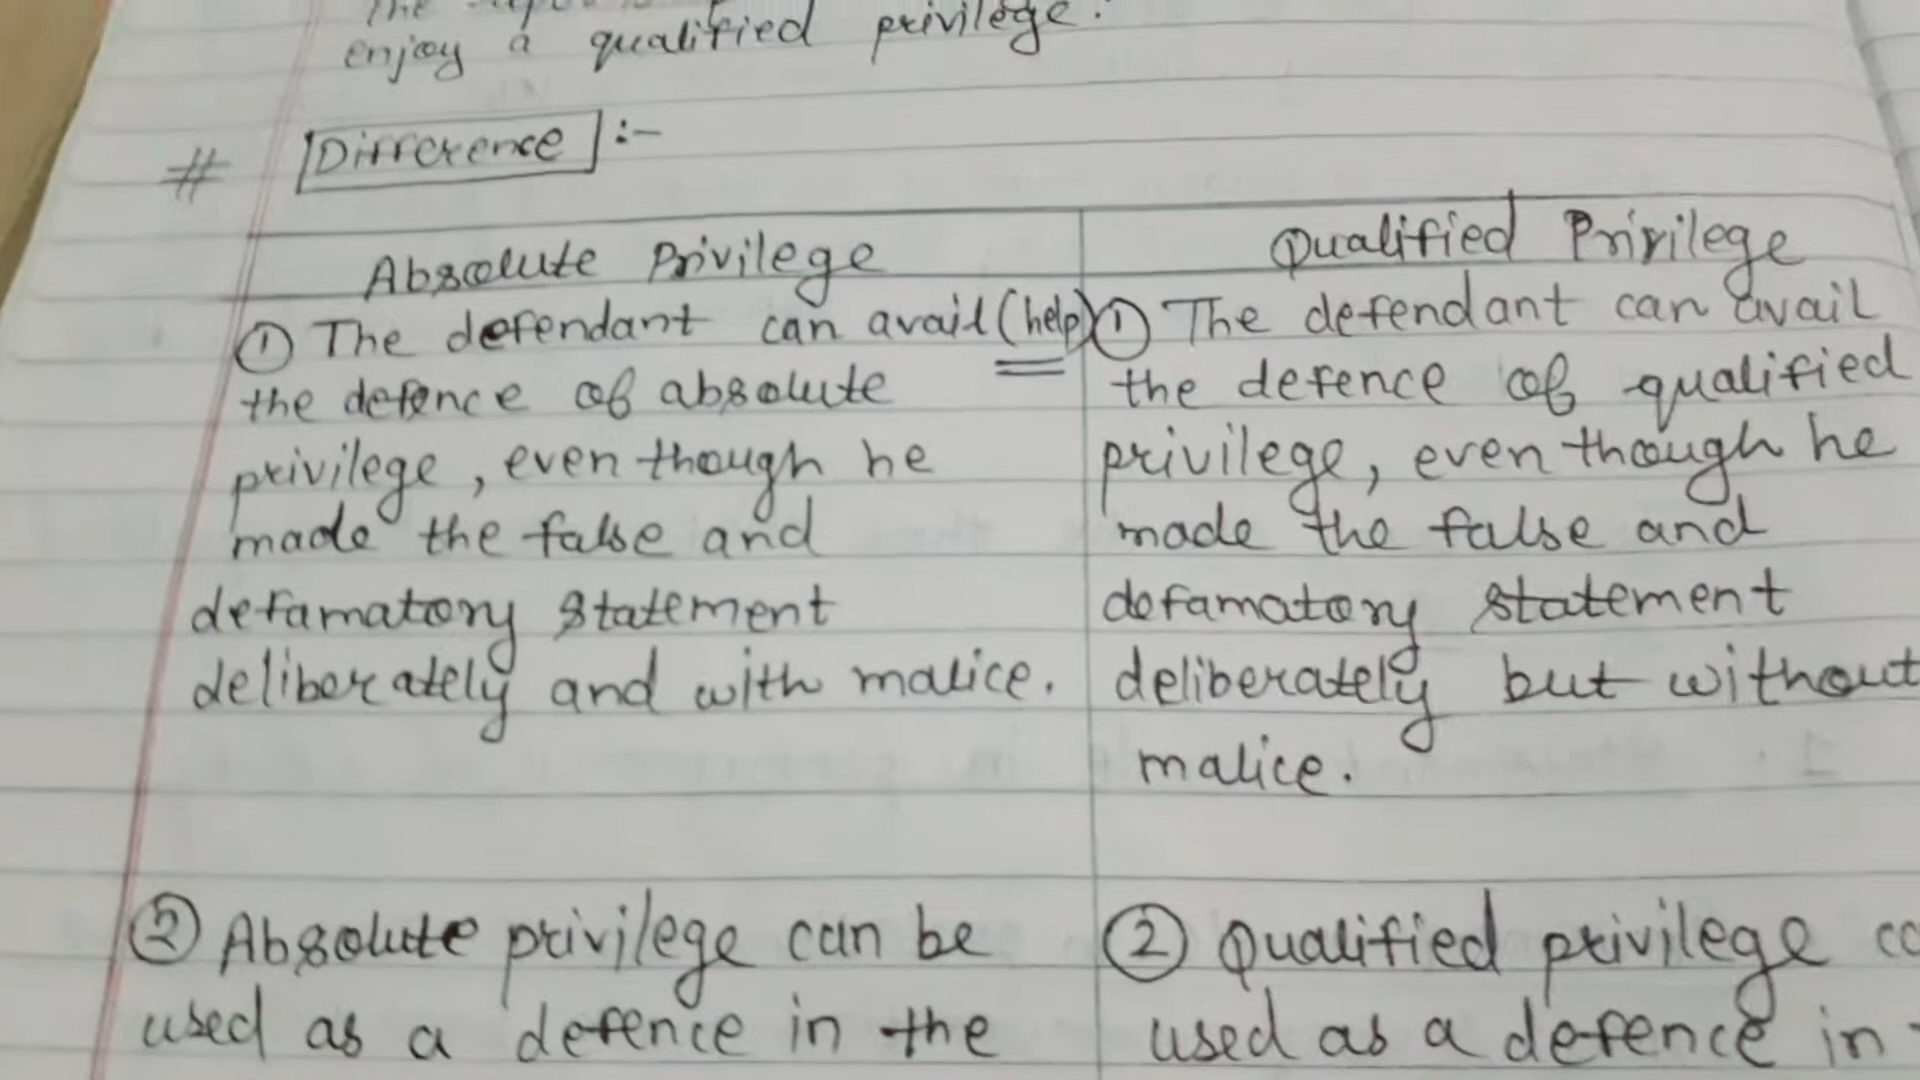 The
enjoy a qualified privilege.
# Difference :-
Absolute Privilege
① The defendant can avail (help)
the defence of absolute
privilege, even though he
made the false and
defamatory statement
deliberately and with malice.
② Absolute privilege can be
used as a defence in the
Qualified Privilege
① The defendant can avail
the defence of qualified
privilege, even though he
made the false and
defamatory statement
deliberately but without
malice.
② Qualified privilege
used as a defence in